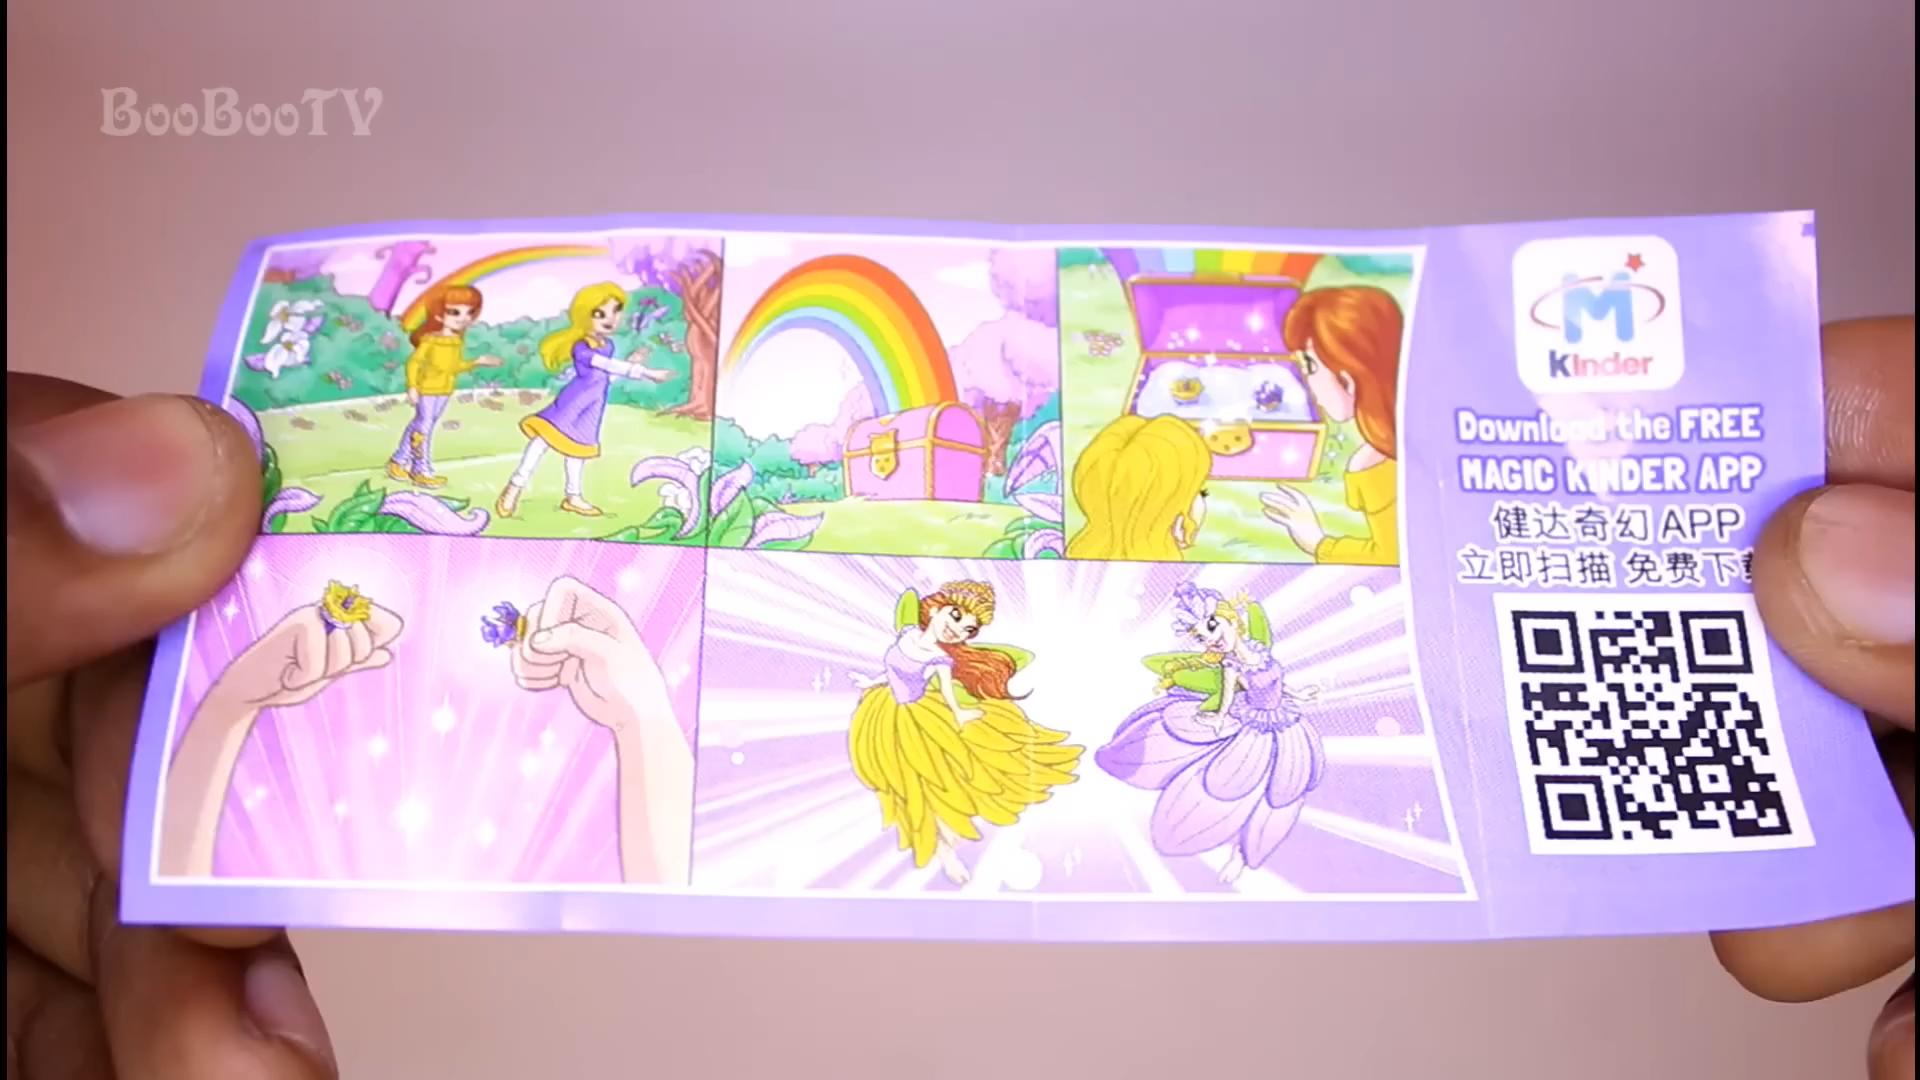 BooBooTV
M
Kinder
Download the FREE
MAGIC KINDER APP
健达奇幻APP
立即扫描 免费下